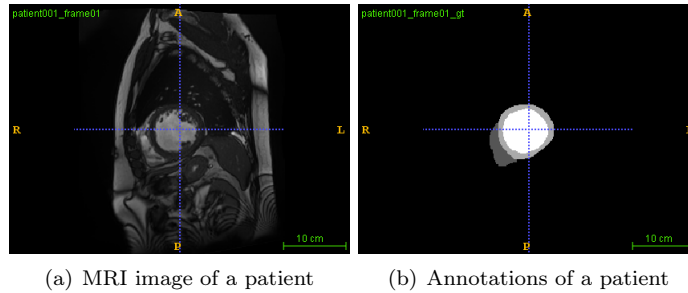 patient001_frame01
A
R
L
P
10 cm
patient001_frame01_gt
A
R
P
10 cm
(a) MRI image of a patient
(b) Annotations of a patient